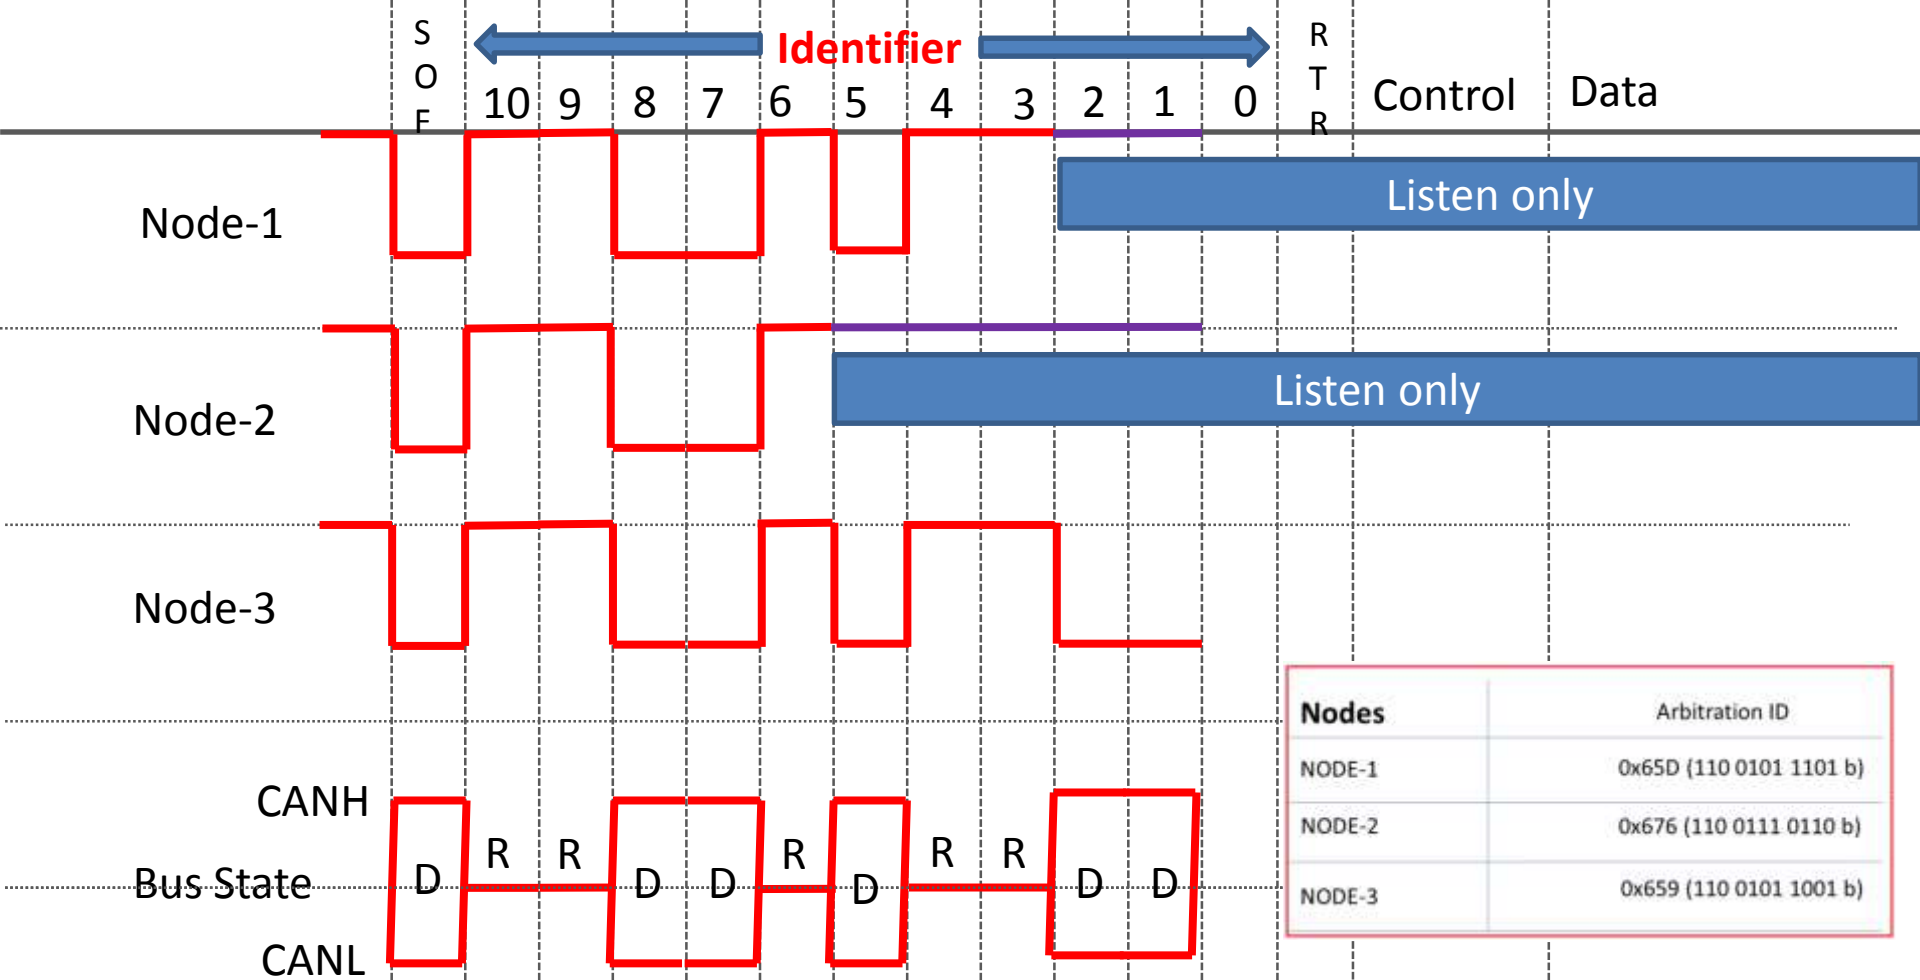 SOF
Identifier
RTR
10 9 8 7 6 5 4 3 2 1 0
Control Data
Node-1
Listen only
Node-2
Listen only
Node-3
CANH
Bus State
CANL
D R R D D R D R R D D
Nodes Arbitration ID
NODE-1 0x65D (110 0101 1101 b)
NODE-2 0x676 (110 0111 0110 b)
NODE-3 0x659 (110 0101 1001 b)